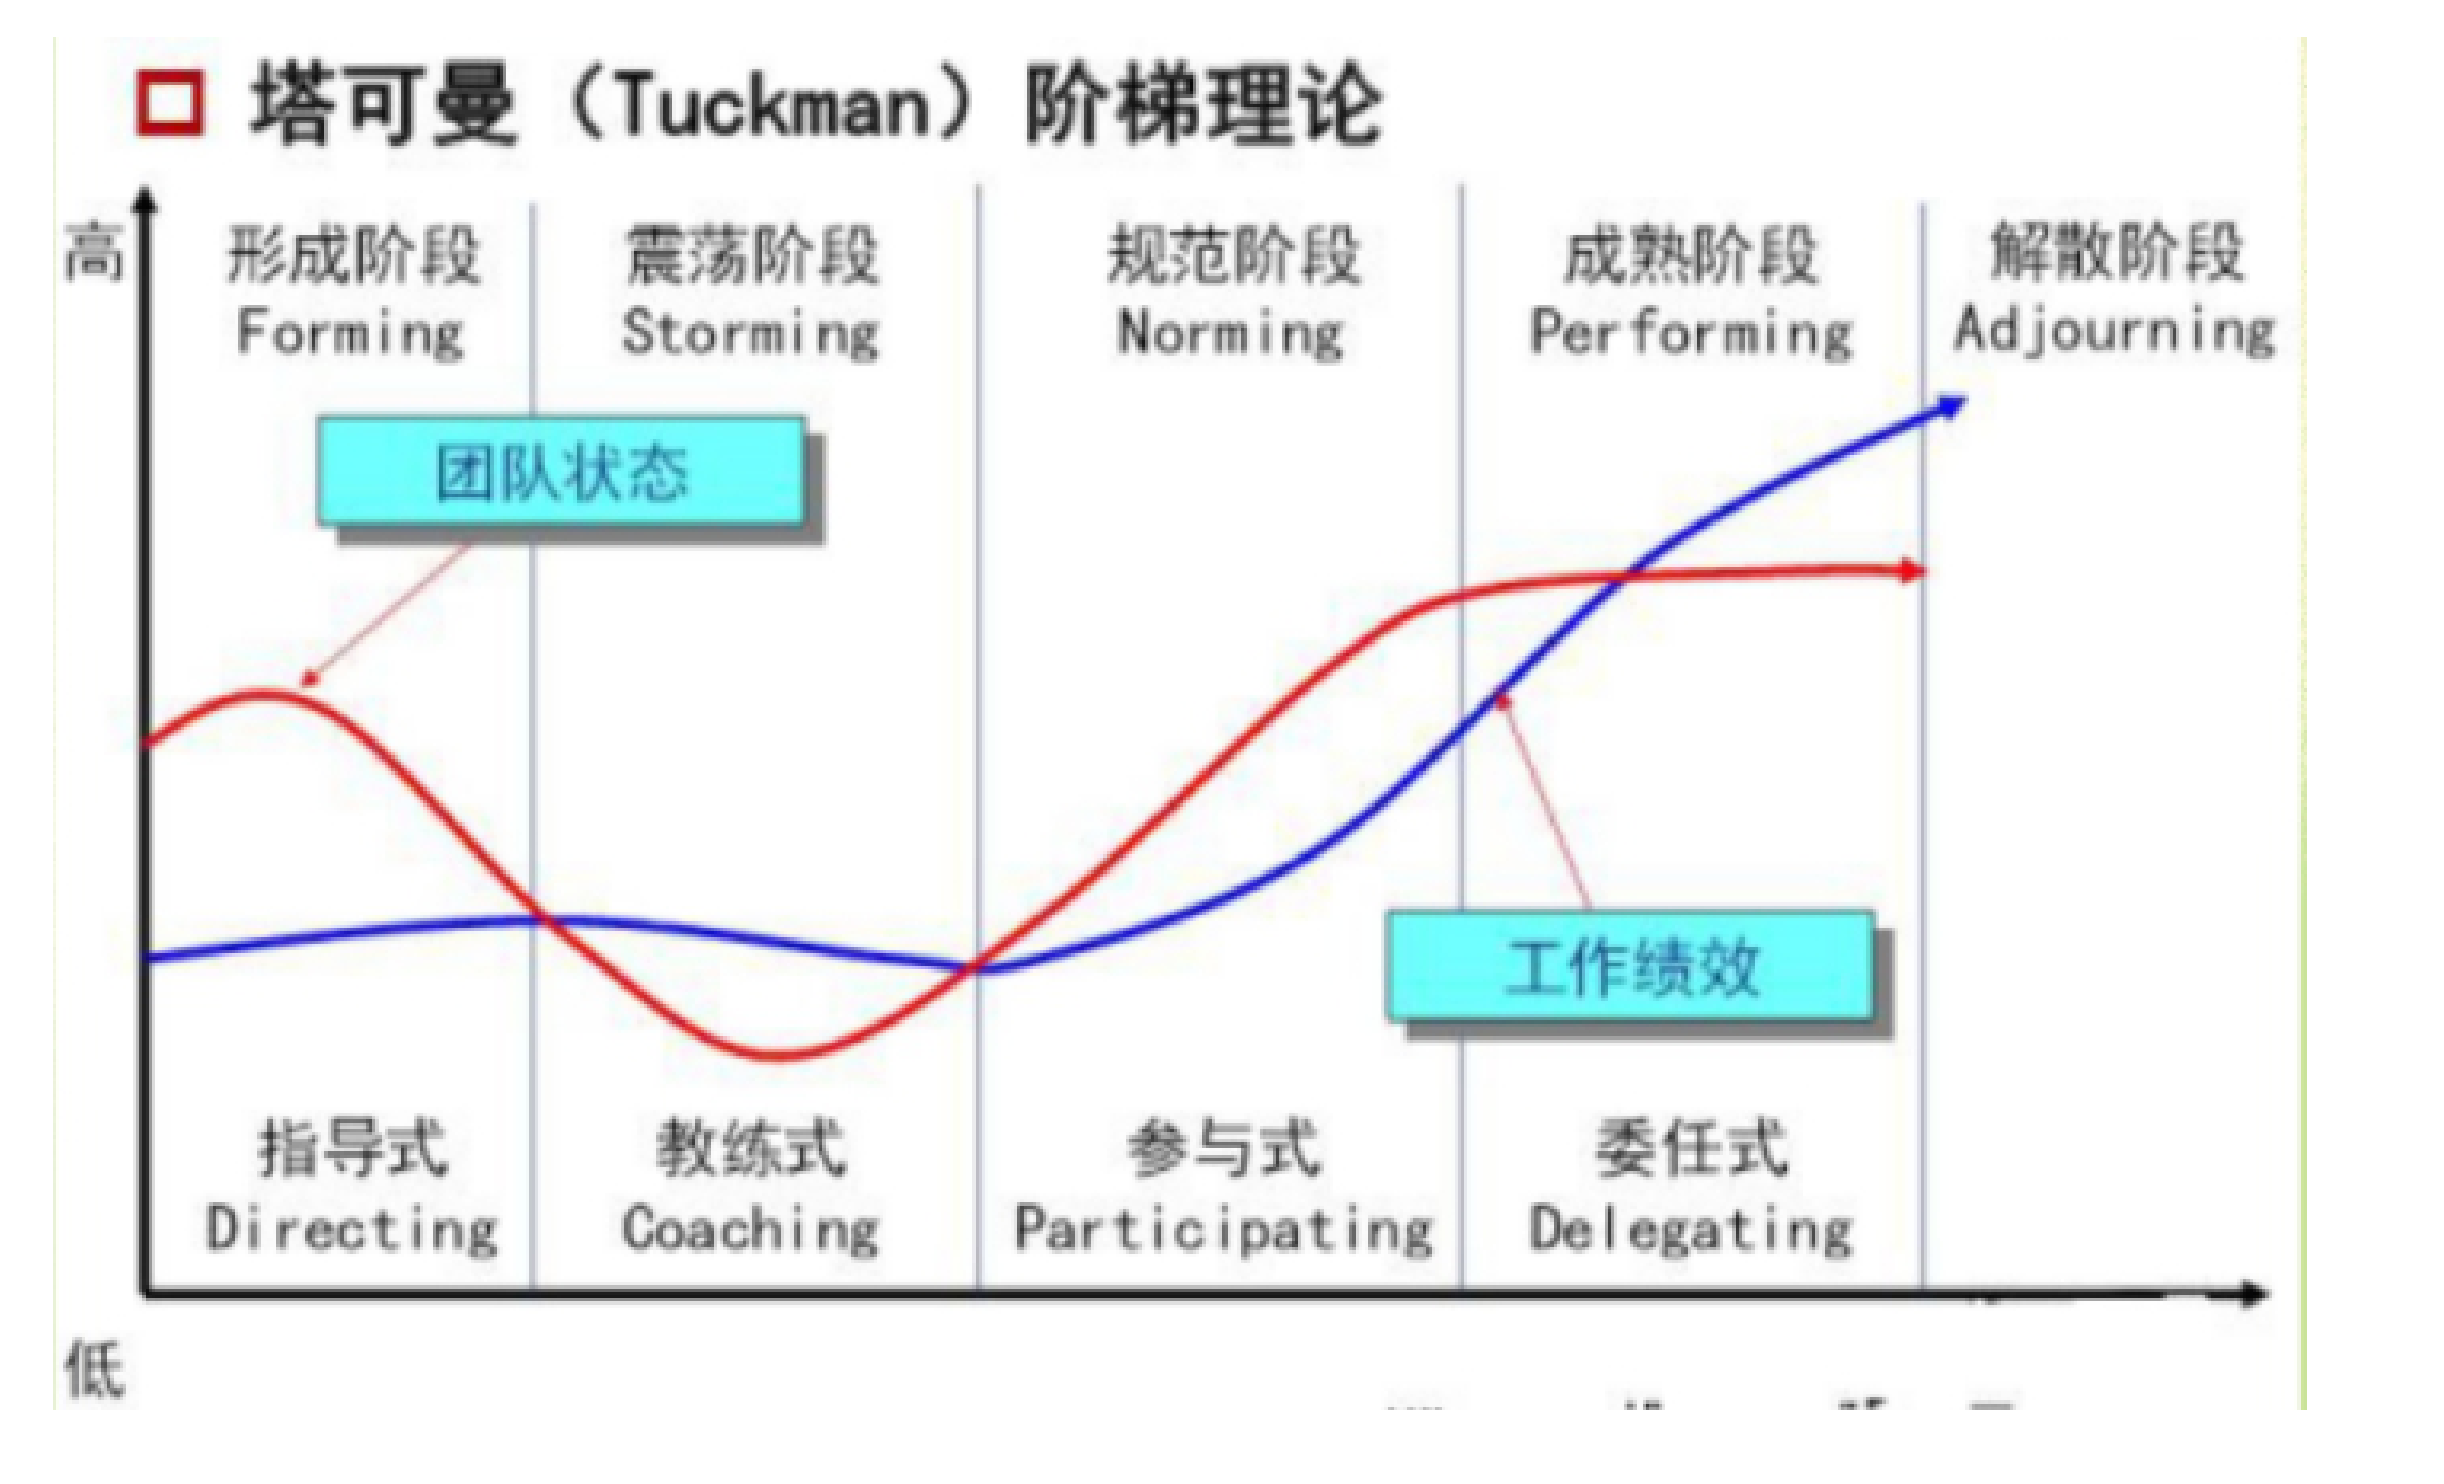 塔可曼（Tuckman）阶梯理论
高
形成阶段
Forming
震荡阶段
Storming
规范阶段
Norming
成熟阶段
Performing
解散阶段
Adjourning
团队状态
工作绩效
指导式
Directing
教练式
Coaching
参与式
Participating
委任式
Delegating
低